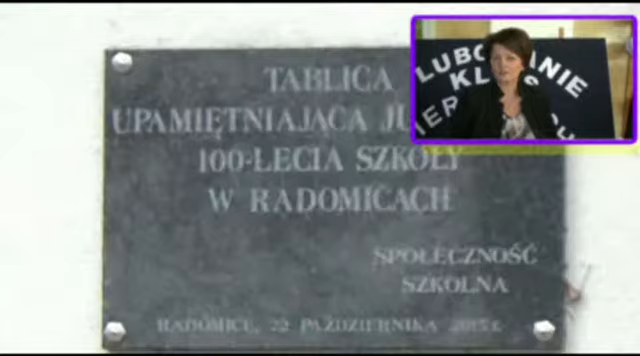 TABLICA
UPAMIĘTNIAJĄCA
100-LECIA SZKOŁY
W RADOMICACH
SPOŁECZNOŚĆ
SZKOLNA
RADOMICE, 22 PAŹDZIERNIKA